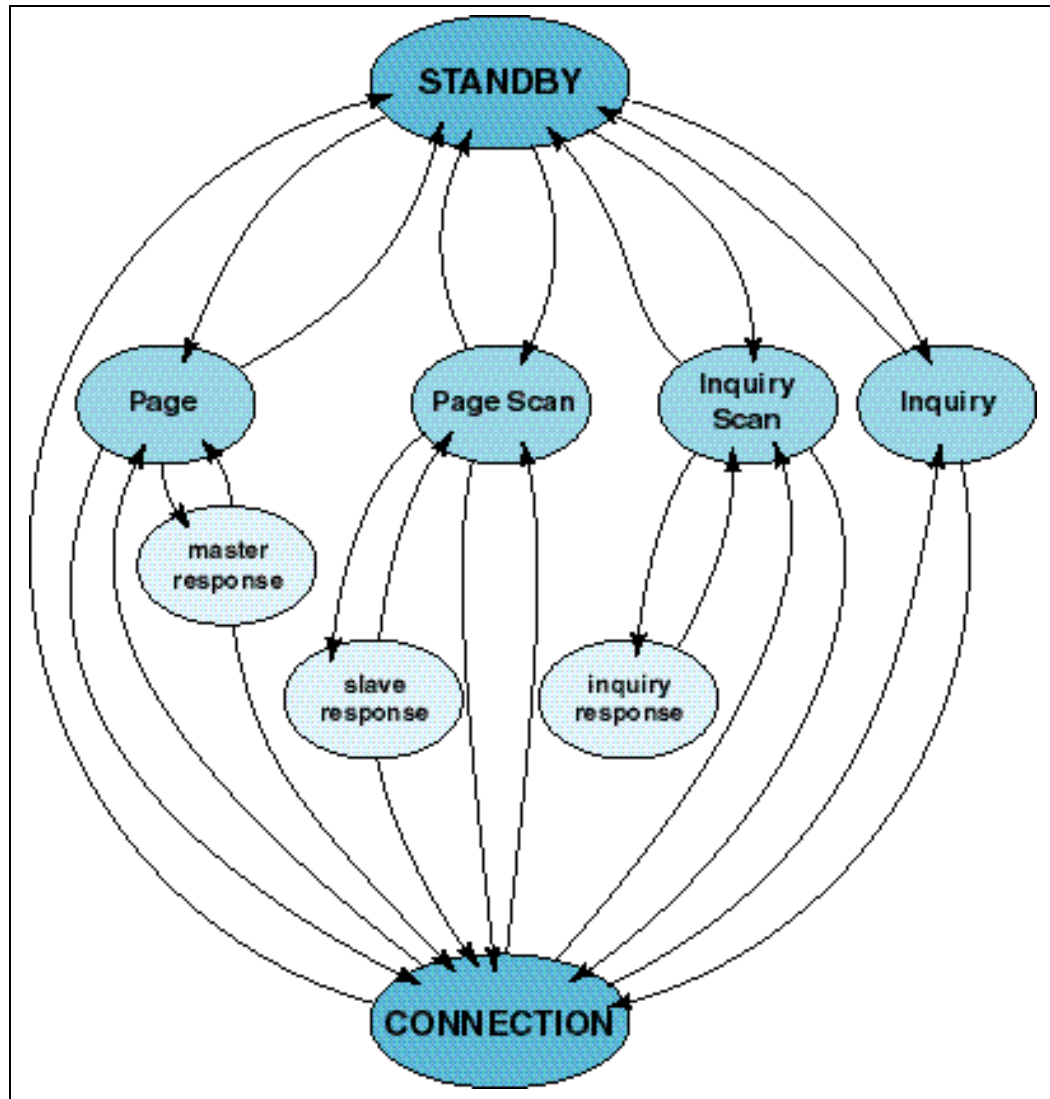 STANDBY
Page
Page Scan
Inquiry
Scan
Inquiry
master
response
slave
response
inquiry
response
CONNECTION